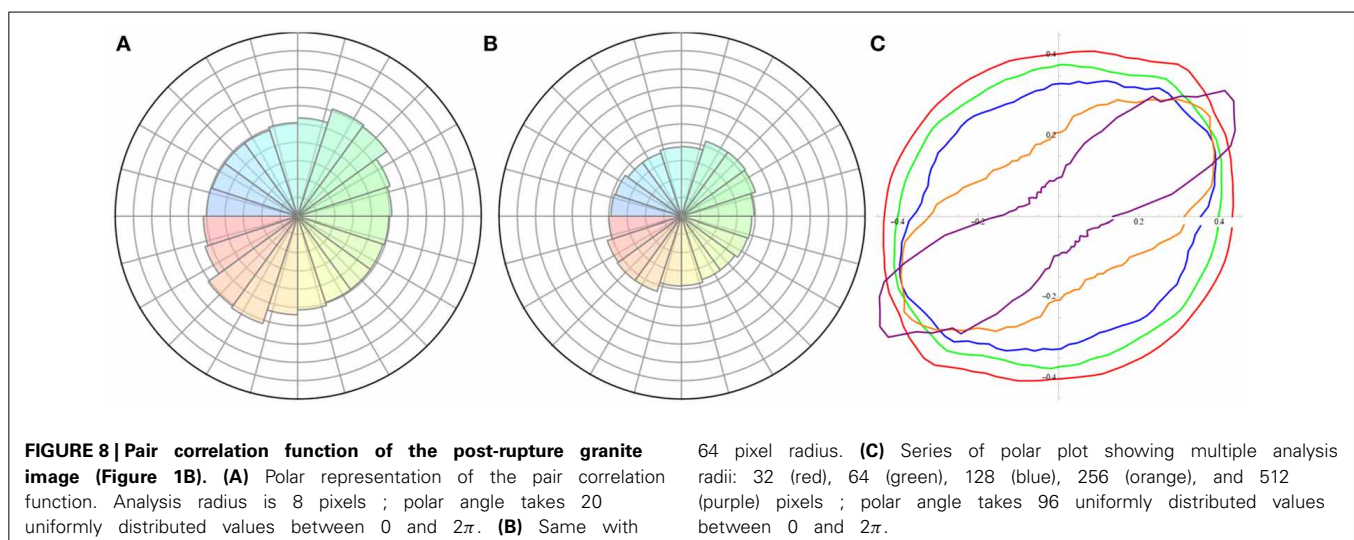 A
B
C
0.4
0.2
−0.4
−0.2
0.2
0.4
−0.2
−0.4
FIGURE 8 | Pair correlation function of the post-rupture granite
image (Figure 1B). (A) Polar representation of the pair correlation
function. Analysis radius is 8 pixels ; polar angle takes 20
uniformly distributed values between 0 and 2π. (B) Same with
64 pixel radius. (C) Series of polar plot showing multiple analysis
radii: 32 (red), 64 (green), 128 (blue), 256 (orange), and 512
(purple) pixels ; polar angle takes 96 uniformly distributed values
between 0 and 2π.